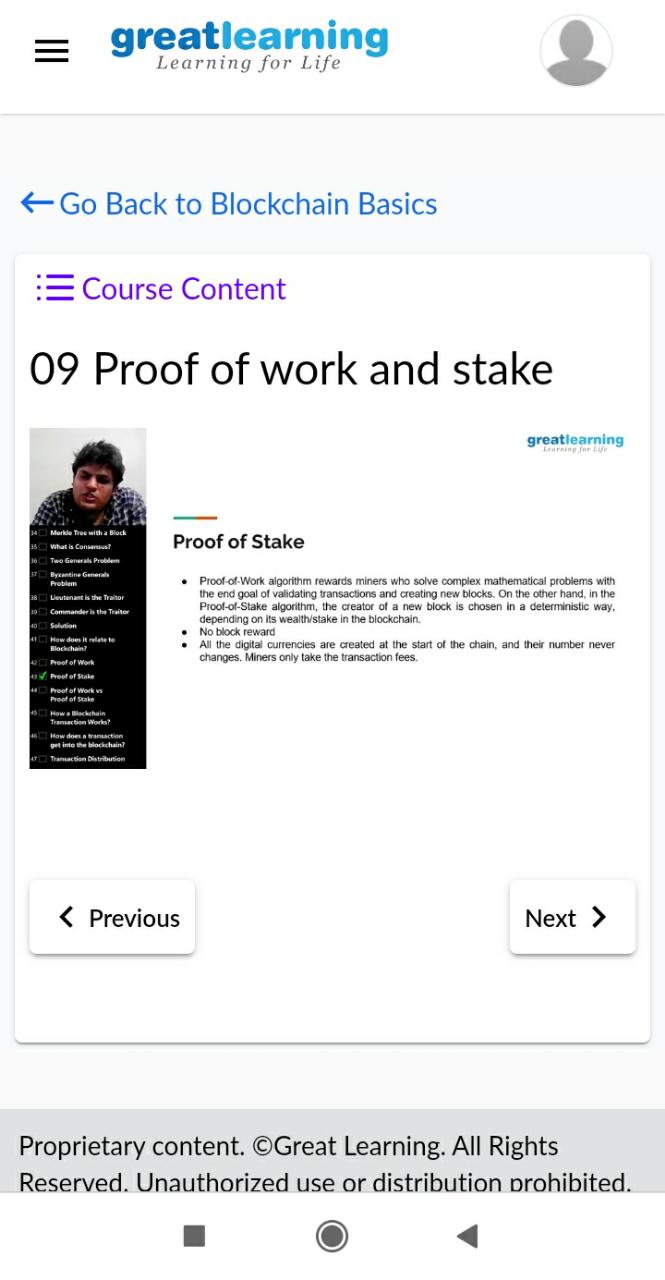 greatlearning
Learning for Life
Go Back to Blockchain Basics
Course Content
09 Proof of work and stake
greatlearning
Learning for Life
34 Merkle Tree with a Block
35 What is Consensus?
36 Two Generals Problem
37 Byzantine Generals
Problem
38 Lieutenant is the Traitor
39 Commander is the Traitor
40 Solution
41 How does it relate to
Blockchain?
42 Proof of Work
43 Proof of Stake
44 Proof of Work vs
Proof of Stake
45 How a Blockchain
Transaction Works?
46 How does a transaction
get into the blockchain?
47 Transaction Distribution
Proof of Stake
• Proof-of-Work algorithm rewards miners who solve complex mathematical problems with
the end goal of validating transactions and creating new blocks. On the other hand, in the
Proof-of-Stake algorithm, the creator of a new block is chosen in a deterministic way,
depending on its wealth/stake in the blockchain.
• No block reward
• All the digital currencies are created at the start of the chain, and their number never
changes. Miners only take the transaction fees.
Previous
Next
Proprietary content. ©Great Learning. All Rights
Reserved. Unauthorized use or distribution prohibited.